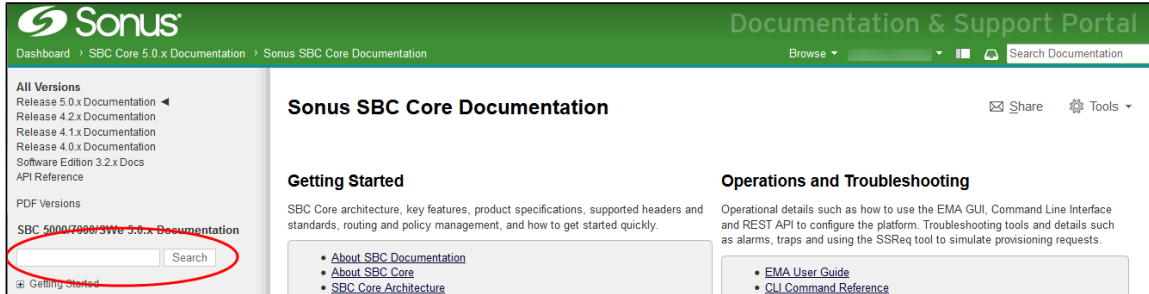 Sonus
Documentation & Support Portal
Dashboard › SBC Core 5.0.x Documentation › Sonus SBC Core Documentation
Browse
Search Documentation
All Versions
Release 5.0.x Documentation
Release 4.2.x Documentation
Release 4.1.x Documentation
Release 4.0.x Documentation
Software Edition 3.2.x Docs
API Reference
PDF Versions
SBC 5000/7000/SWe 5.0.x Documentation
Search
Getting Started
Sonus SBC Core Documentation
Share
Tools
Getting Started
SBC Core architecture, key features, product specifications, supported headers and
standards, routing and policy management, and how to get started quickly.
• About SBC Documentation
• About SBC Core
• SBC Core Architecture
Operations and Troubleshooting
Operational details such as how to use the EMA GUI, Command Line Interface
and REST API to configure the platform. Troubleshooting tools and details such
as alarms, traps and using the SSReq tool to simulate provisioning requests.
• EMA User Guide
• CLI Command Reference